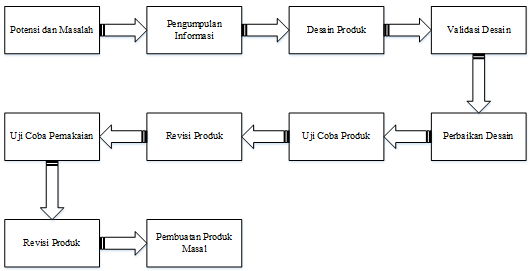 Potensi dan Masalah
Pengumpulan
Informasi
Desain Produk
Validasi Desain
Perbaikan Desain
Uji Coba Produk
Revisi Produk
Uji Coba Pemakaian
Revisi Produk
Pembuatan Produk
Masal